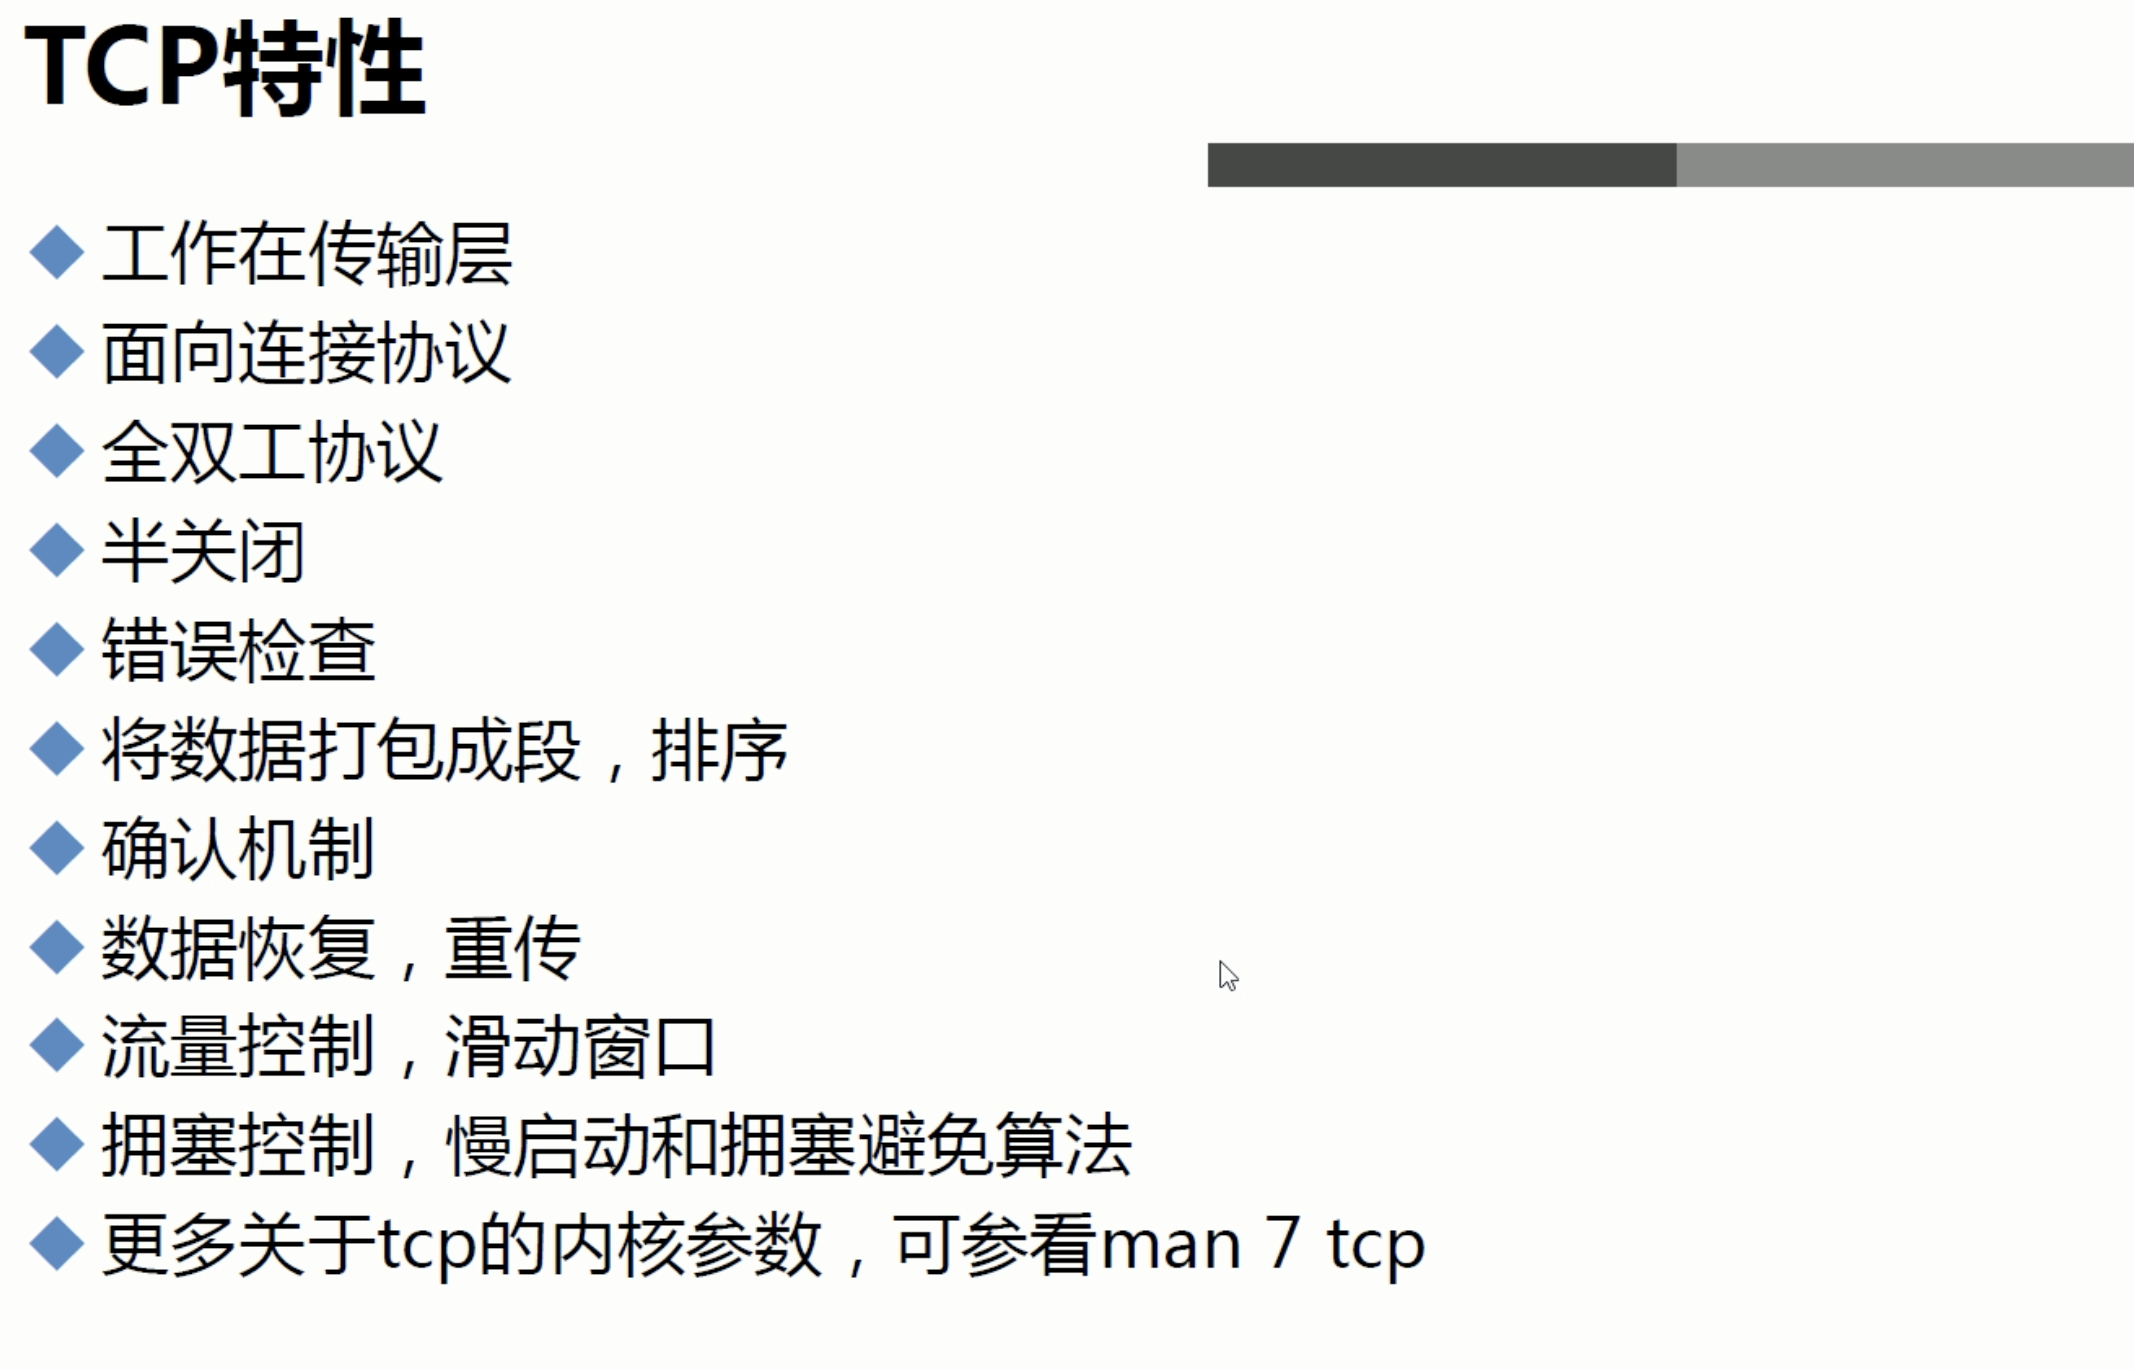 TCP特性
工作在传输层
面向连接协议
全双工协议
半关闭
错误检查
将数据打包成段，排序
确认机制
数据恢复，重传
流量控制，滑动窗口
拥塞控制，慢启动和拥塞避免算法
更多关于tcp的内核参数，可参看man 7 tcp